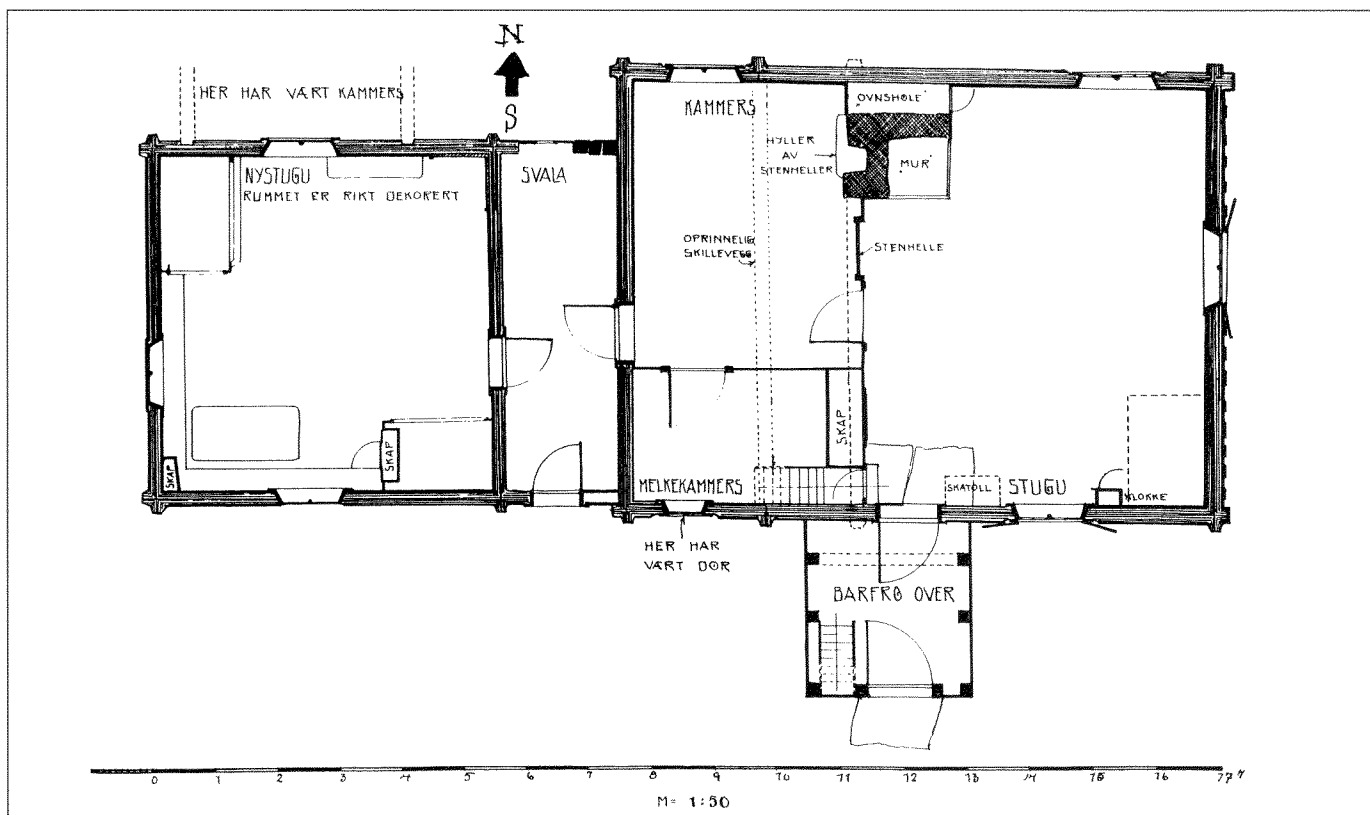 N
S
HER HAR VÆRT KAMMERS
NYSTUGU
RUMMET ER RIKT DEKORERT
SVALA
KAMMERS
OVNSHOLE
HYLLER
AV
STENHELLER
MUR
OPRINNELIG
SKILLEVEGG
STENHELLE
SKAP
SKAP
SKAP
MELKEKAMMERS
SKATOLL
STUGU
KLOKKE
HER HAR
VÆRT DØR
BARFRØ OVER
0 1 2 3 4 5 6 7 8 9 10 11 12 13 14 15 16 17 M
M= 1:50